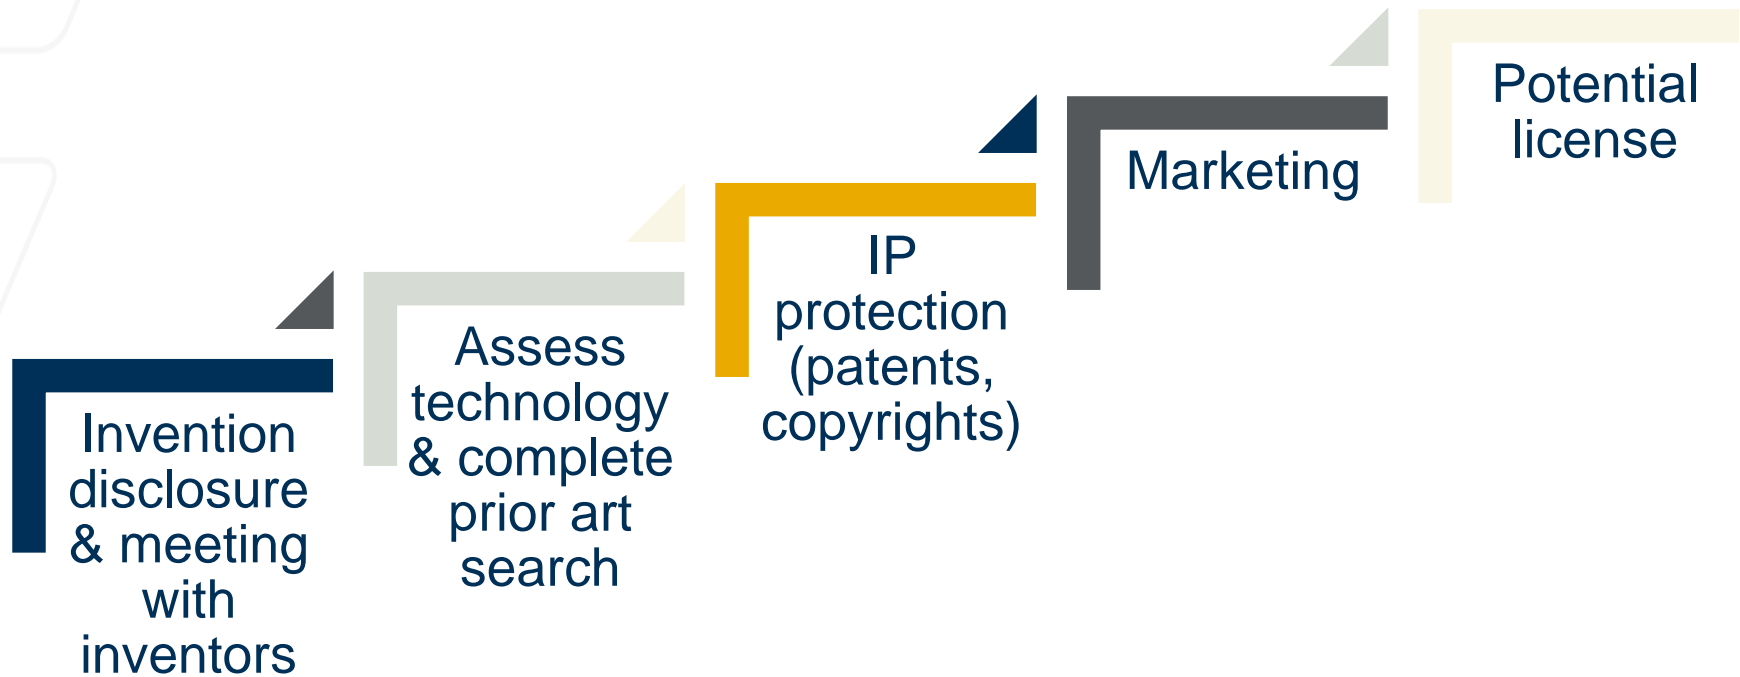 Invention
disclosure
& meeting
with
inventors
Assess
technology
& complete
prior art
search
IP
protection
(patents,
copyrights)
Marketing
Potential
license